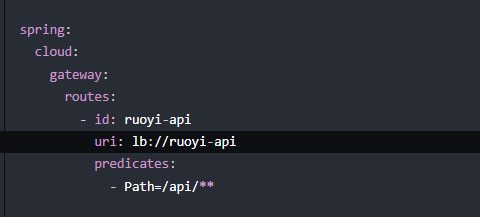 spring:
  cloud:
    gateway:
      routes:
        - id: ruoyi-api
          uri: lb://ruoyi-api
          predicates:
            - Path=/api/**